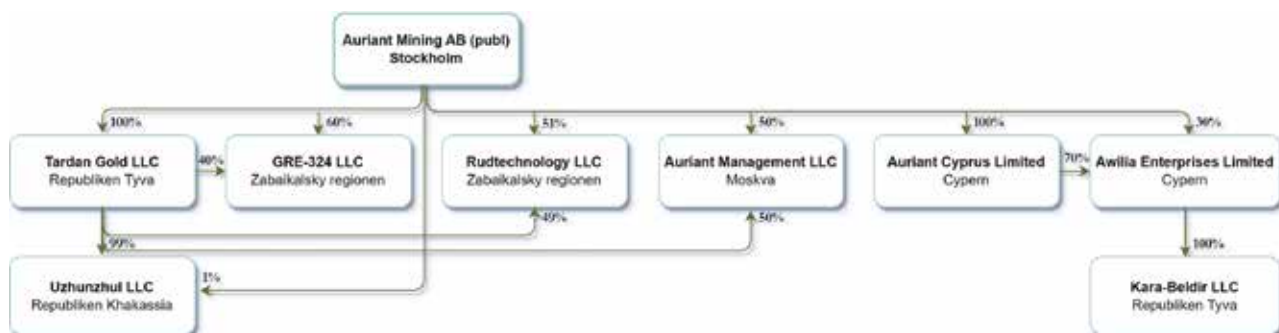 Auriant Mining AB (publ)
Stockholm
100%
60%
51%
50%
100%
30%
Tardan Gold LLC
Republiken Tyva
40%
GRE-324 LLC
Zabaikalsky regionen
Rudtechnology LLC
Zabaikalsky regionen
Auriant Management LLC
Moskva
Auriant Cyprus Limited
Cypern
70%
Awilia Enterprises Limited
Cypern
49%
50%
99%
100%
Uzhunzhul LLC
Republiken Khakassia
1%
Kara-Beldir LLC
Republiken Tyva